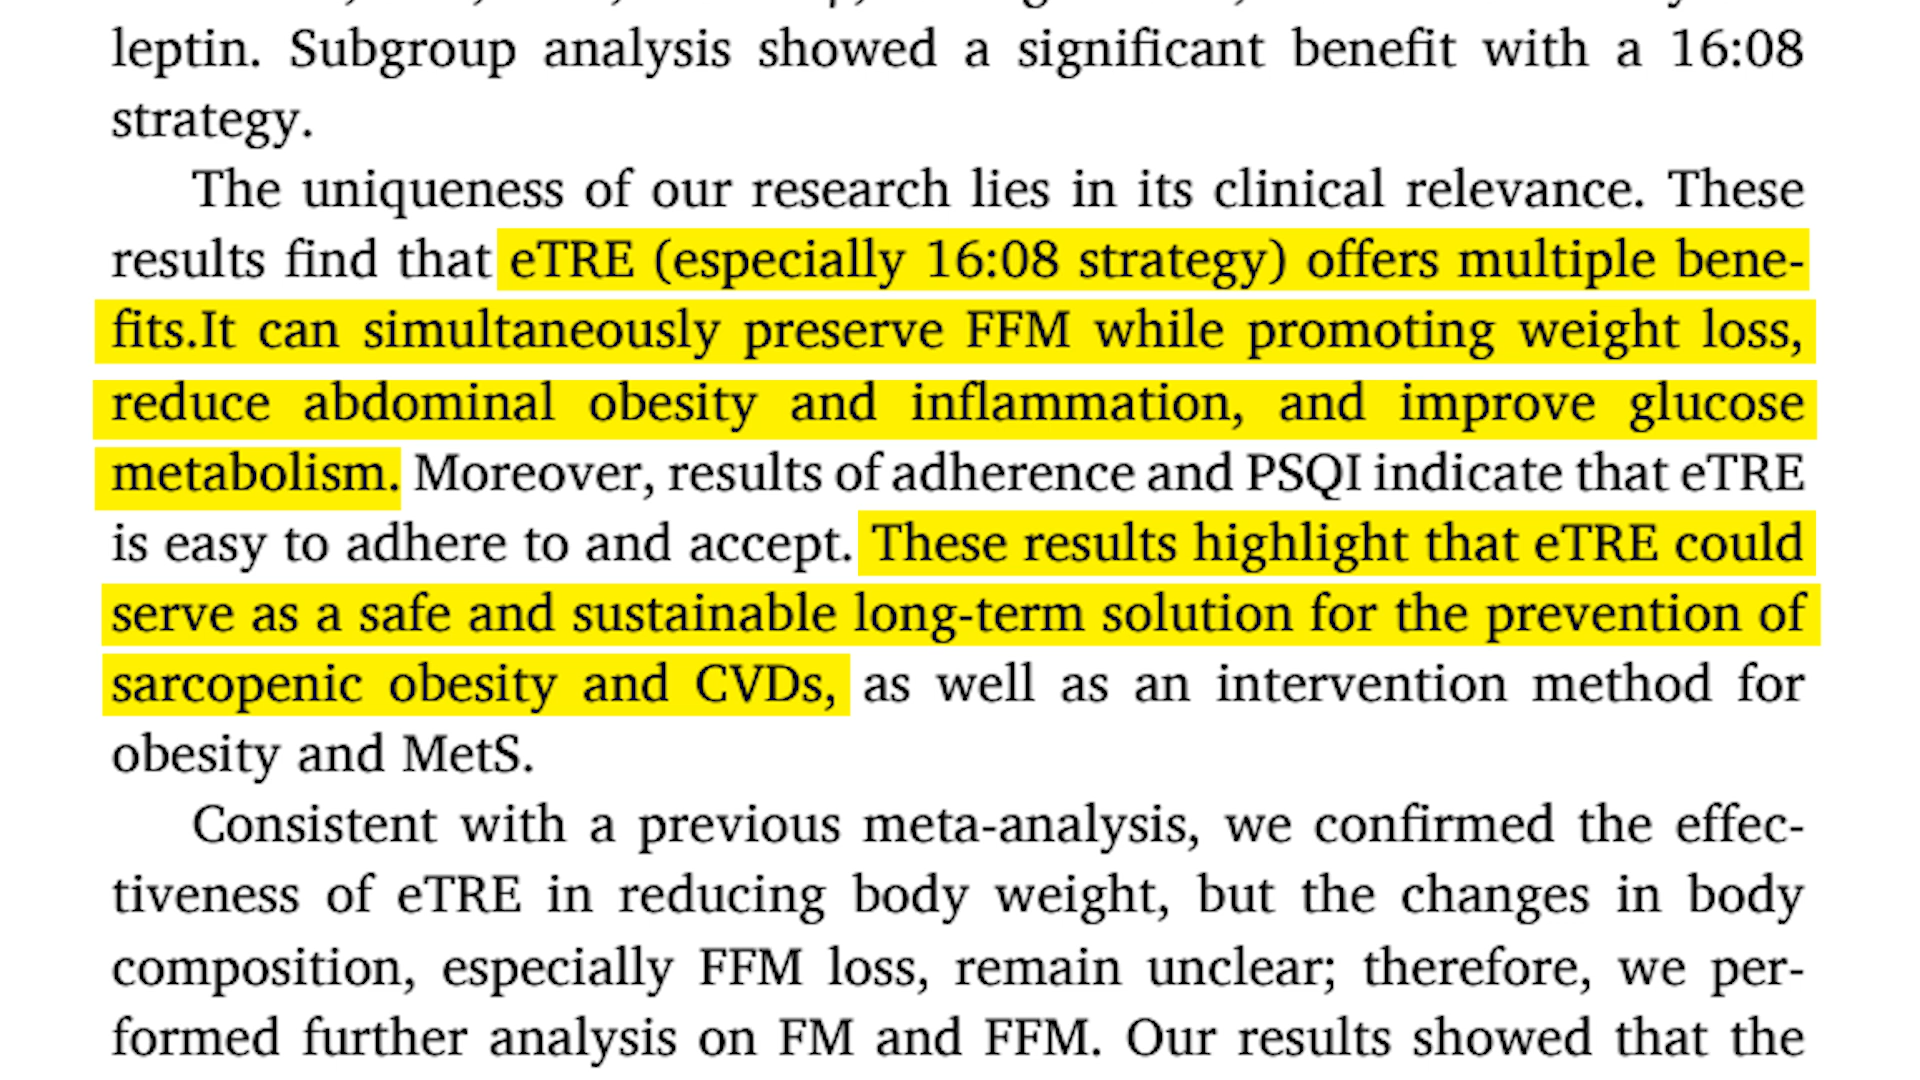 leptin. Subgroup analysis showed a significant benefit with a 16:08
strategy.
The uniqueness of our research lies in its clinical relevance. These
results find that eTRE (especially 16:08 strategy) offers multiple bene-
fits.It can simultaneously preserve FFM while promoting weight loss,
reduce abdominal obesity and inflammation, and improve glucose
metabolism. Moreover, results of adherence and PSQI indicate that eTRE
is easy to adhere to and accept. These results highlight that eTRE could
serve as a safe and sustainable long-term solution for the prevention of
sarcopenic obesity and CVDs, as well as an intervention method for
obesity and MetS.
Consistent with a previous meta-analysis, we confirmed the effec-
tiveness of eTRE in reducing body weight, but the changes in body
composition, especially FFM loss, remain unclear; therefore, we per-
formed further analysis on FM and FFM. Our results showed that the